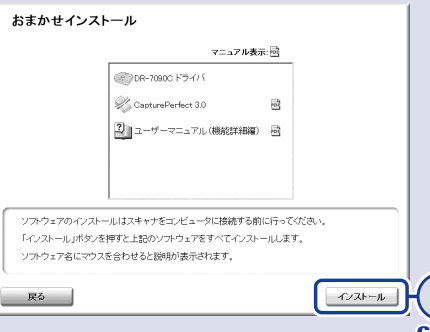 おまかせインストール
マニュアル表示:
DR-7090C ドライバ
CapturePerfect 3.0
ユーザーマニュアル(機能詳細編)
ソフトウェアのインストールはスキャナをコンピュータに接続する前に行ってください。
「インストール」ボタンを押すと上記のソフトウェアをすべてインストールします。
ソフトウェア名にマウスを合わせると説明が表示されます。
戻る
インストール